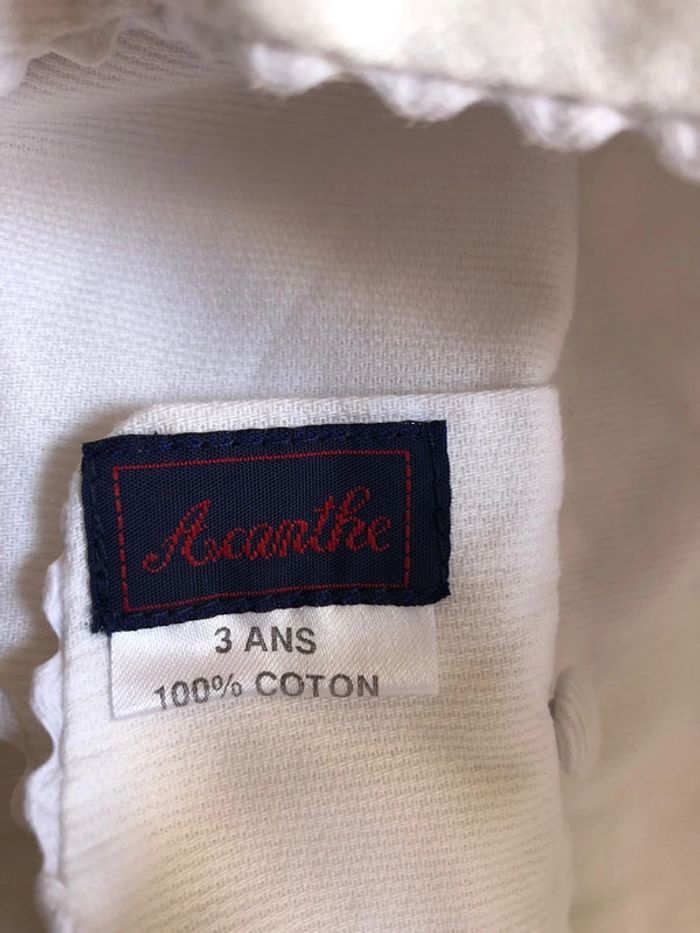 Acanthe
3 ANS
100% COTON